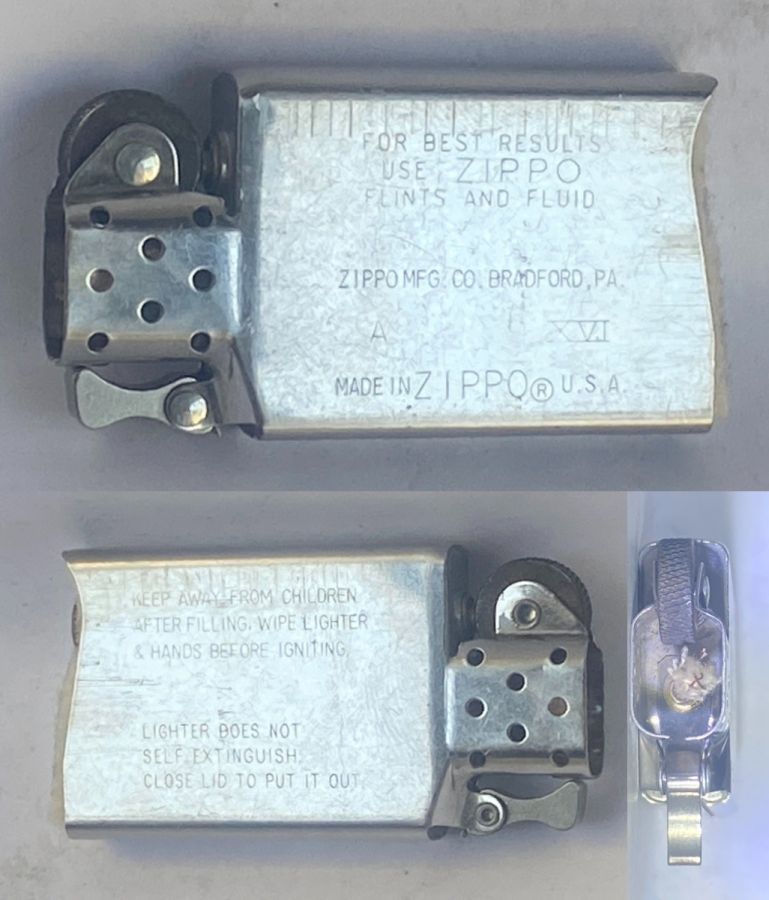 FOR BEST RESULTS
USE ZIPPO
FLINTS AND FLUID
ZIPPO MFG. CO. BRADFORD, PA.
A XVI
MADE IN ZIPPO® U.S.A.
KEEP AWAY FROM CHILDREN
AFTER FILLING, WIPE LIGHTER
& HANDS BEFORE IGNITING.
LIGHTER DOES NOT
SELF EXTINGUISH.
CLOSE LID TO PUT IT OUT.